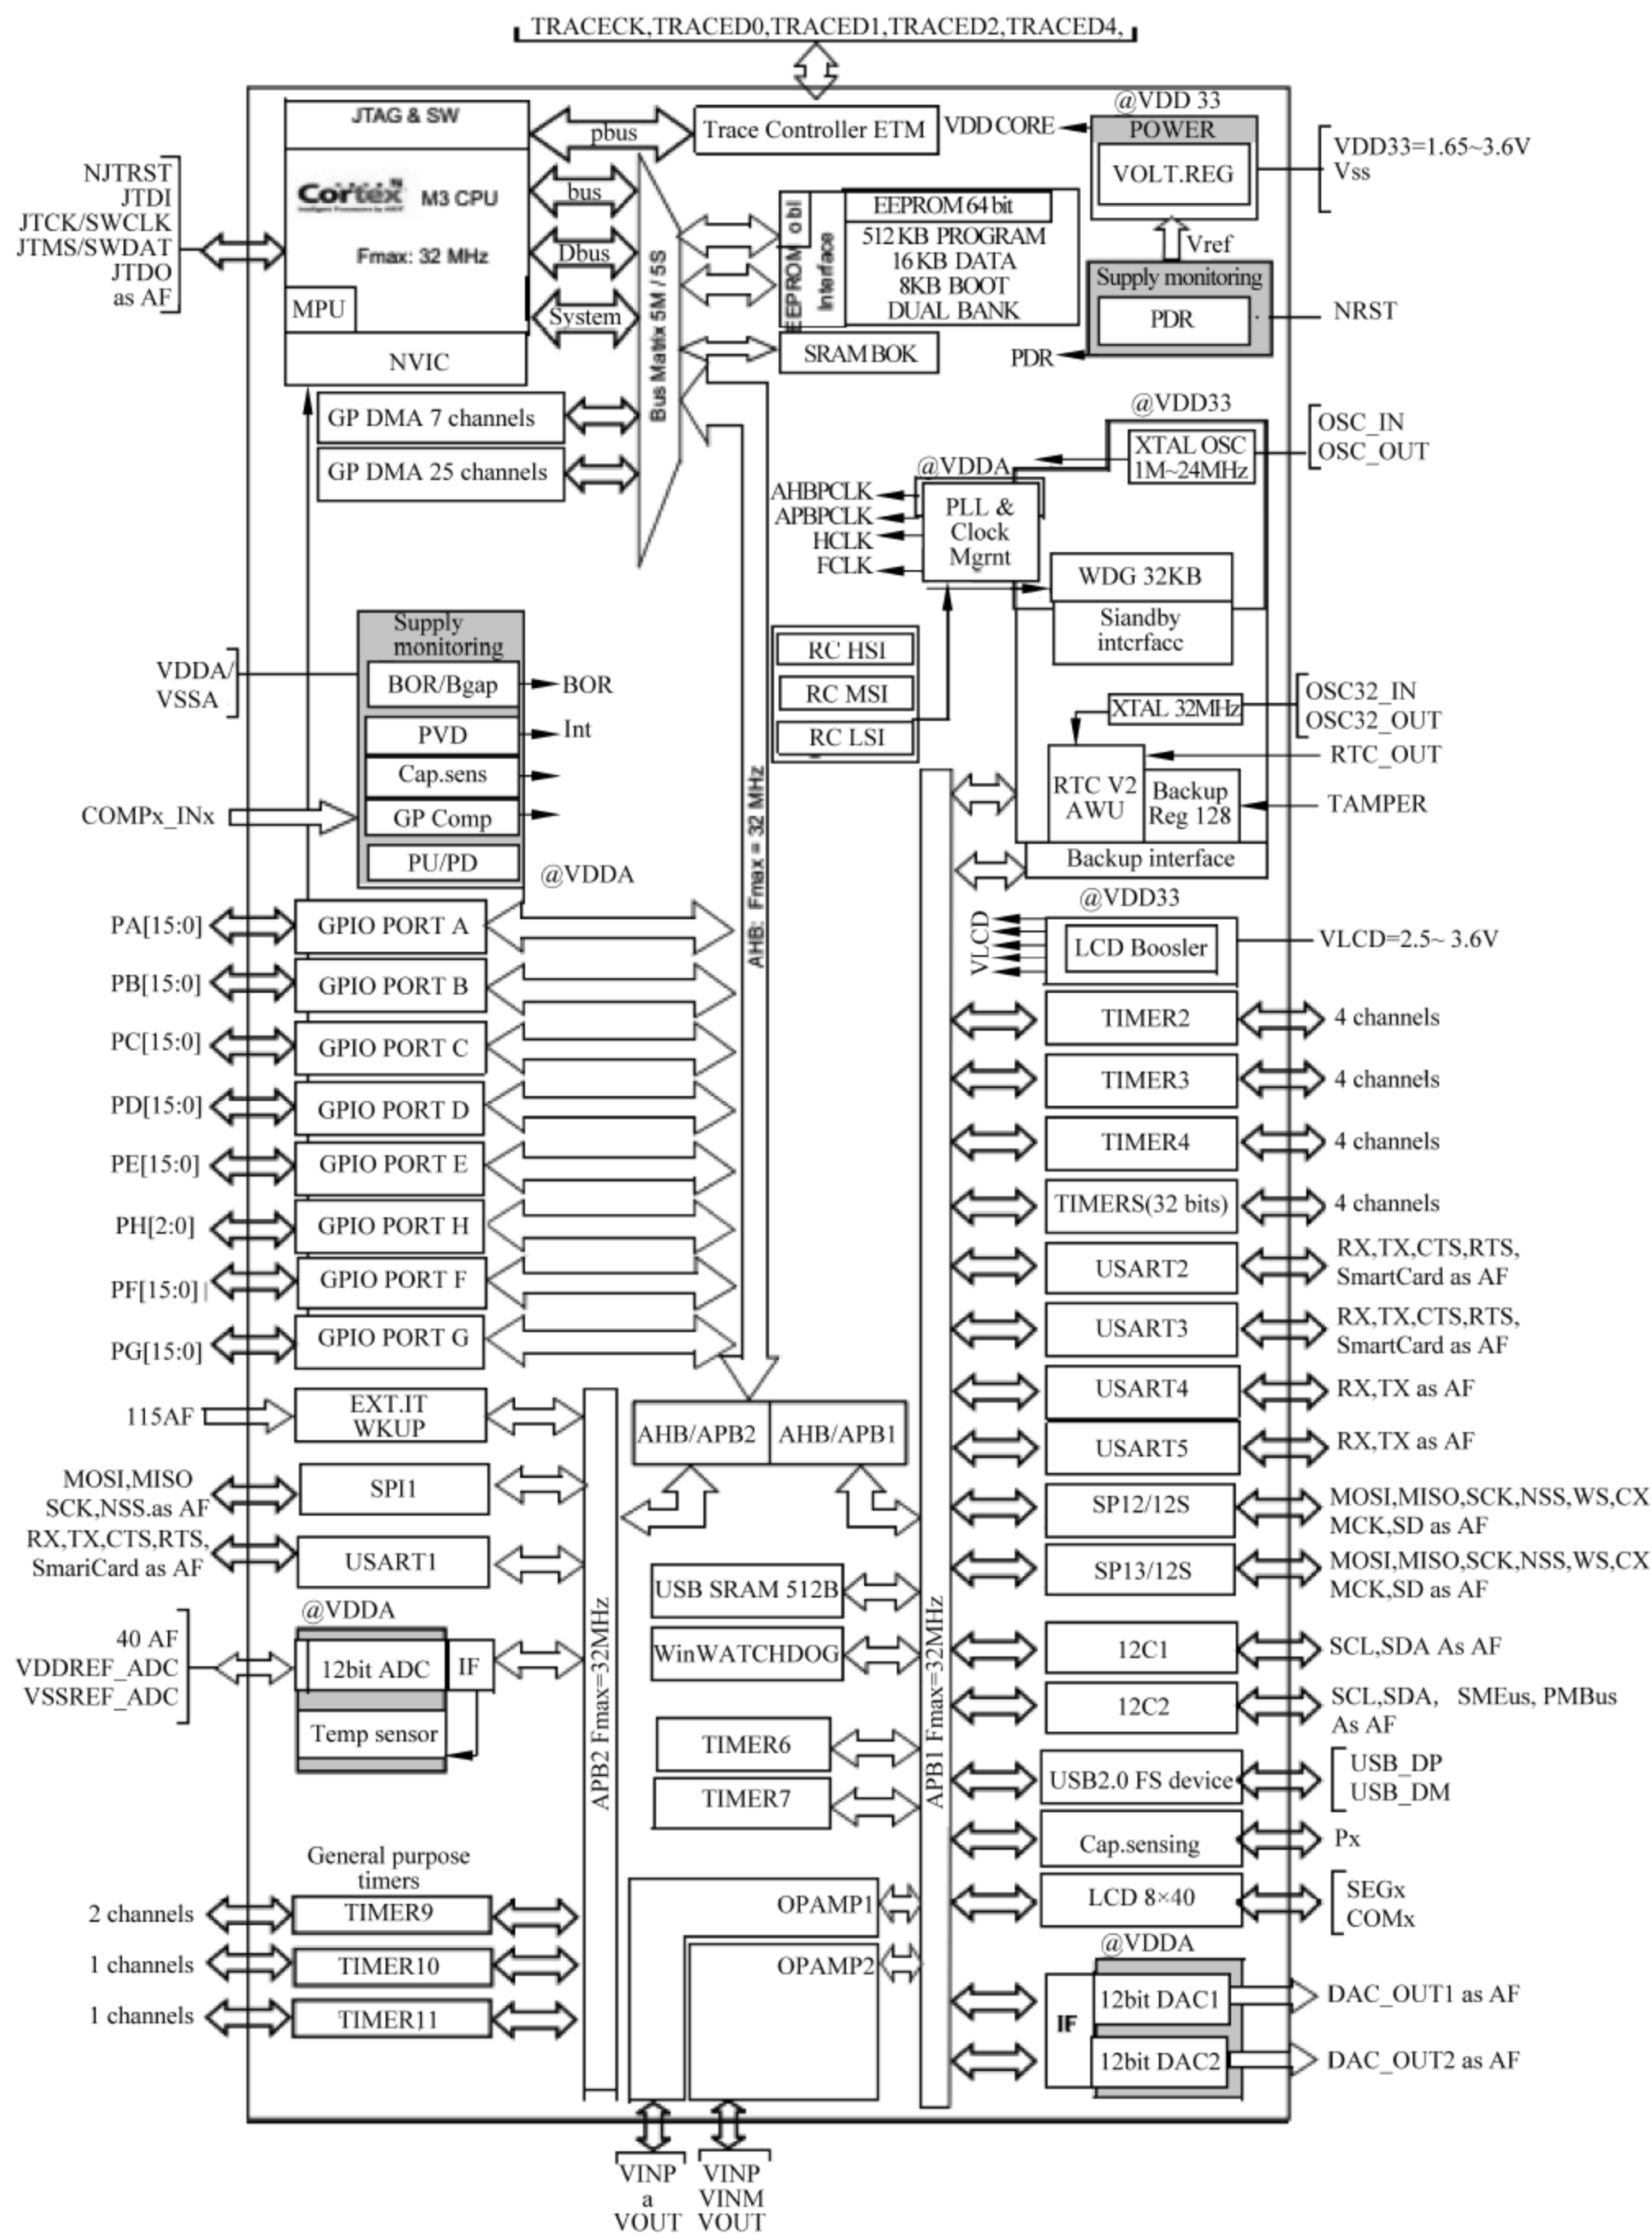 TRACECK,TRACED0,TRACED1,TRACED2,TRACED4,
JTAG & SW
pbus
Trace Controller ETM
VDD CORE
@VDD 33
POWER
VOLT.REG
VDD33=1.65~3.6V
Vss
NJTRST
JTDI
JTCK/SWCLK
JTMS/SWDAT
JTDO
as AF
Cortex
M3 CPU
Fmax: 32 MHz
MPU
NVIC
bus
Dbus
System
Bus Matrix 5M / 5S
EEPROM obl
Interface
EEPROM 64 bit
512KB PROGRAM
16KB DATA
8KB BOOT
DUAL BANK
SRAM BOK
Vref
Supply monitoring
PDR
NRST
PDR
GP DMA 7 channels
GP DMA 25 channels
@VDD33
XTAL OSC
1M~24MHz
OSC_IN
OSC_OUT
@VDDA
PLL &
Clock
Mgrnt
AHBPCLK
APBPCLK
HCLK
FCLK
WDG 32KB
Siandby
intcrfacc
RC HSI
RC MSI
RC LSI
Supply
monitoring
VDDA/
VSSA
BOR/Bgap
BOR
PVD
Int
Cap.sens
COMPx_INx
GP Comp
PU/PD
@VDDA
XTAL 32MHz
OSC32_IN
OSC32_OUT
RTC_OUT
RTC V2
AWU
Backup
Reg 128
TAMPER
Backup interface
AHB: Fmax = 32 MHz
@VDD33
VLCD
LCD Boosler
VLCD=2.5~ 3.6V
PA[15:0]
GPIO PORT A
PB[15:0]
GPIO PORT B
PC[15:0]
GPIO PORT C
PD[15:0]
GPIO PORT D
PE[15:0]
GPIO PORT E
PH[2:0]
GPIO PORT H
PF[15:0]
GPIO PORT F
PG[15:0]
GPIO PORT G
TIMER2
4 channels
TIMER3
4 channels
TIMER4
4 channels
TIMERS(32 bits)
4 channels
USART2
RX,TX,CTS,RTS,
SmartCard as AF
USART3
RX,TX,CTS,RTS,
SmartCard as AF
USART4
RX,TX as AF
USART5
RX,TX as AF
SP12/12S
MOSI,MISO,SCK,NSS,WS,CX
MCK,SD as AF
SP13/12S
MOSI,MISO,SCK,NSS,WS,CX
MCK,SD as AF
12C1
SCL,SDA As AF
12C2
SCL,SDA, SMEus, PMBus
As AF
USB2.0 FS device
USB_DP
USB_DM
Cap.sensing
Px
LCD 8×40
SEGx
COMx
@VDDA
IF
12bit DAC1
DAC_OUT1 as AF
12bit DAC2
DAC_OUT2 as AF
115AF
EXT.IT
WKUP
AHB/APB2
AHB/APB1
MOSI,MISO
SCK,NSS.as AF
SPI1
RX,TX,CTS,RTS,
SmariCard as AF
USART1
@VDDA
40 AF
VDDREF_ADC
VSSREF_ADC
12bit ADC
IF
Temp sensor
APB2 Fmax=32MHz
USB SRAM 512B
WinWATCHDOG
TIMER6
TIMER7
APB1 Fmax=32MHz
General purpose
timers
2 channels
TIMER9
1 channels
TIMER10
1 channels
TIMER11
OPAMP1
OPAMP2
VINP
a
VOUT
VINP
VINM
VOUT